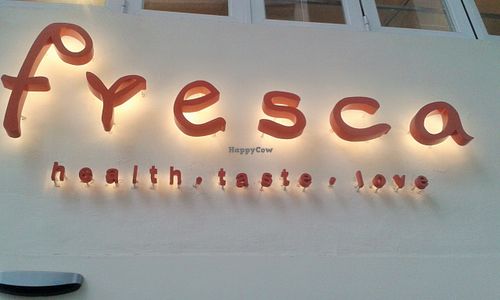 fresca
HappyCow
health, taste, love